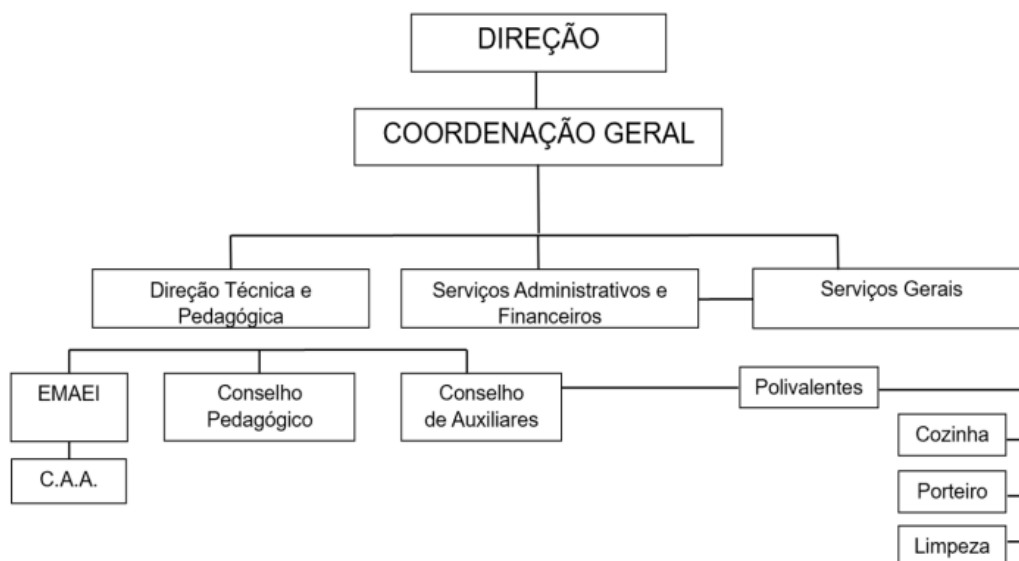 DIREÇÃO
COORDENAÇÃO GERAL
Direção Técnica e
Pedagógica
Serviços Administrativos e
Financeiros
Serviços Gerais
EMAEI
Conselho
Pedagógico
Conselho
de Auxiliares
Polivalentes
C.A.A.
Cozinha
Porteiro
Limpeza